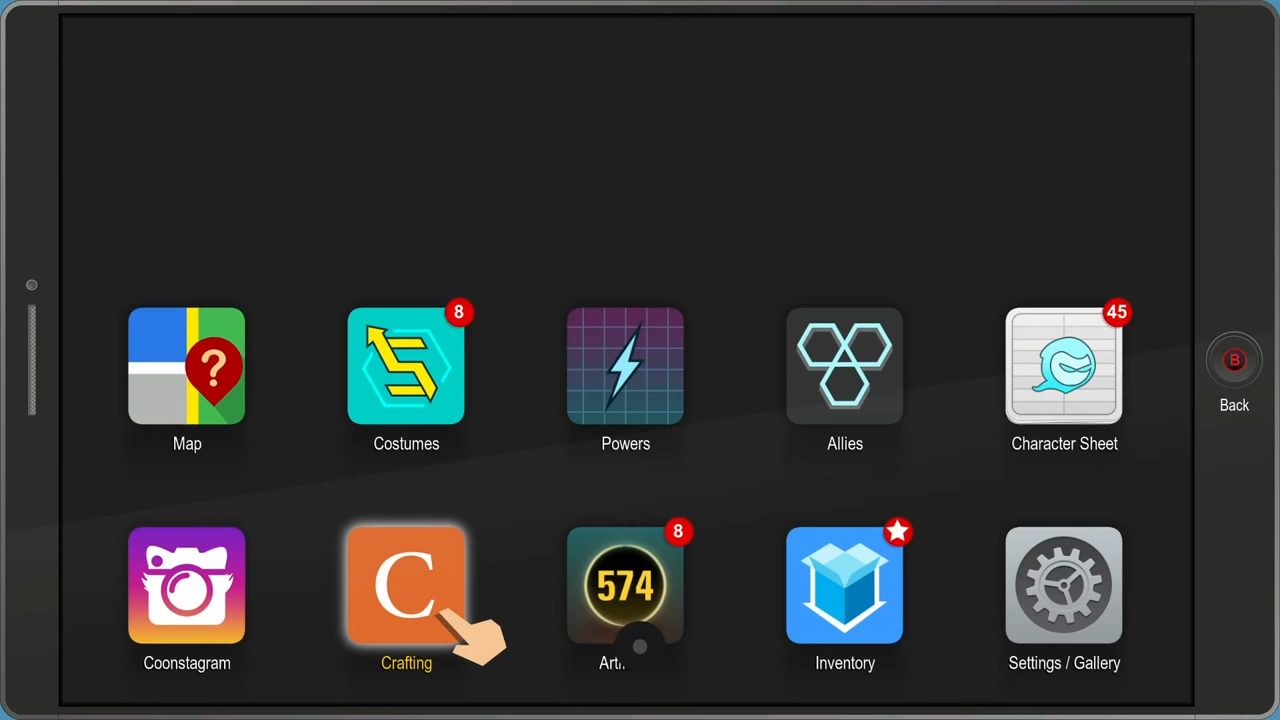 8
45
?
B
Map
Costumes
Powers
Allies
Character Sheet
Back
8
C
574
Coonstagram
Crafting
Inventory
Settings / Gallery